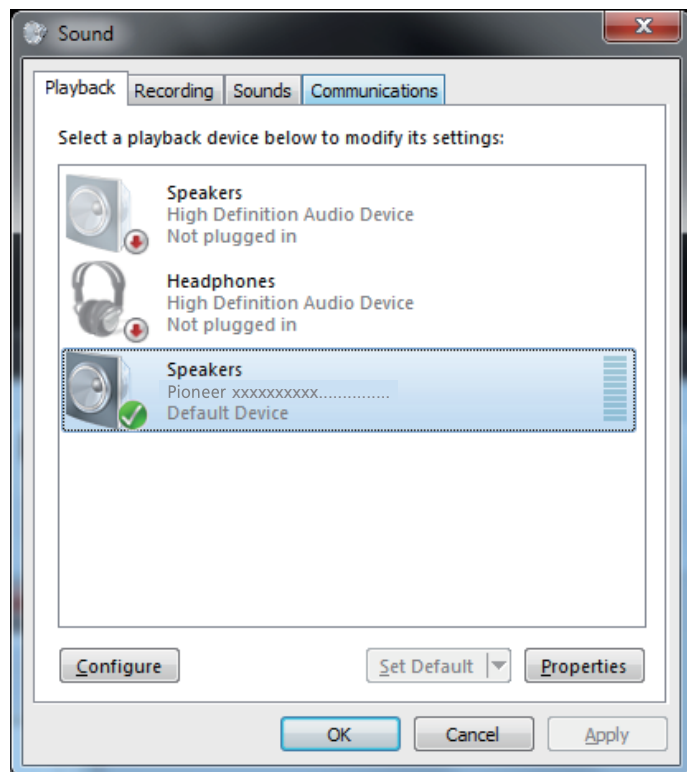 Sound
Playback Recording Sounds Communications
Select a playback device below to modify its settings:
Speakers
High Definition Audio Device
Not plugged in
Headphones
High Definition Audio Device
Not plugged in
Speakers
Pioneer xxxxxxxxxx..............
Default Device
Configure Set Default Properties
OK Cancel Apply